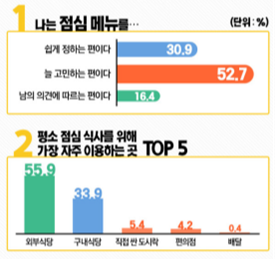 1 나는 점심 메뉴를… (단위: %)
쉽게 정하는 편이다 30.9
늘 고민하는 편이다 52.7
남의 의견에 따르는 편이다 16.4
2 평소 점심 식사를 위해
가장 자주 이용하는 곳 TOP 5
55.9 33.9 5.4 4.2 0.4
외부식당 구내식당 직접 싼 도시락 편의점 배달